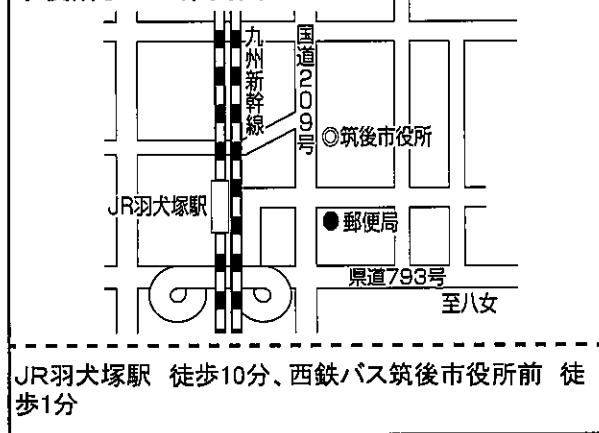 九州新幹線
国道209号
◎筑後市役所
JR羽犬塚駅
●郵便局
県道793号
至八女
JR羽犬塚駅 徒歩10分、西鉄バス筑後市役所前 徒
歩1分